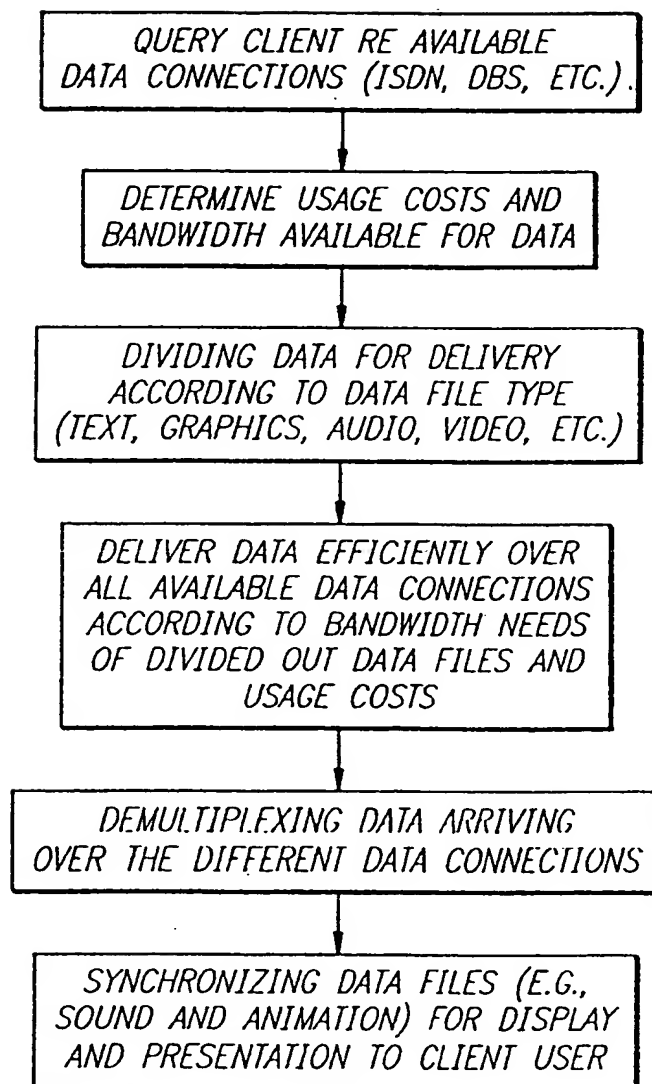 QUERY CLIENT RE AVAILABLE
DATA CONNECTIONS (ISDN, DBS, ETC.).
DETERMINE USAGE COSTS AND
BANDWIDTH AVAILABLE FOR DATA
DIVIDING DATA FOR DELIVERY
ACCORDING TO DATA FILE TYPE
(TEXT, GRAPHICS, AUDIO, VIDEO, ETC.)
DELIVER DATA EFFICIENTLY OVER
ALL AVAILABLE DATA CONNECTIONS
ACCORDING TO BANDWIDTH NEEDS
OF DIVIDED OUT DATA FILES AND
USAGE COSTS
DEMULTIPLEXING DATA ARRIVING
OVER THE DIFFERENT DATA CONNECTIONS
SYNCHRONIZING DATA FILES (E.G.,
SOUND AND ANIMATION) FOR DISPLAY
AND PRESENTATION TO CLIENT USER